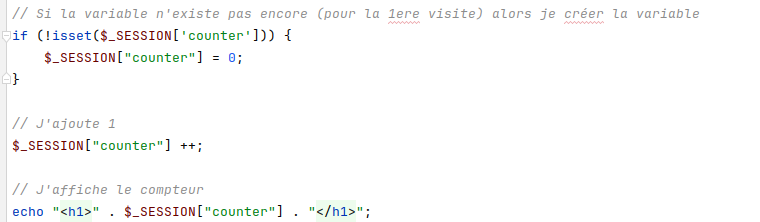 // Si la variable n'existe pas encore (pour la 1ere visite) alors je créer la variable
if (!isset($_SESSION['counter'])) {
    $_SESSION["counter"] = 0;
}
// J'ajoute 1
$_SESSION["counter"] ++;
// J'affiche le compteur
echo "<h1>" . $_SESSION["counter"] . "</h1>";